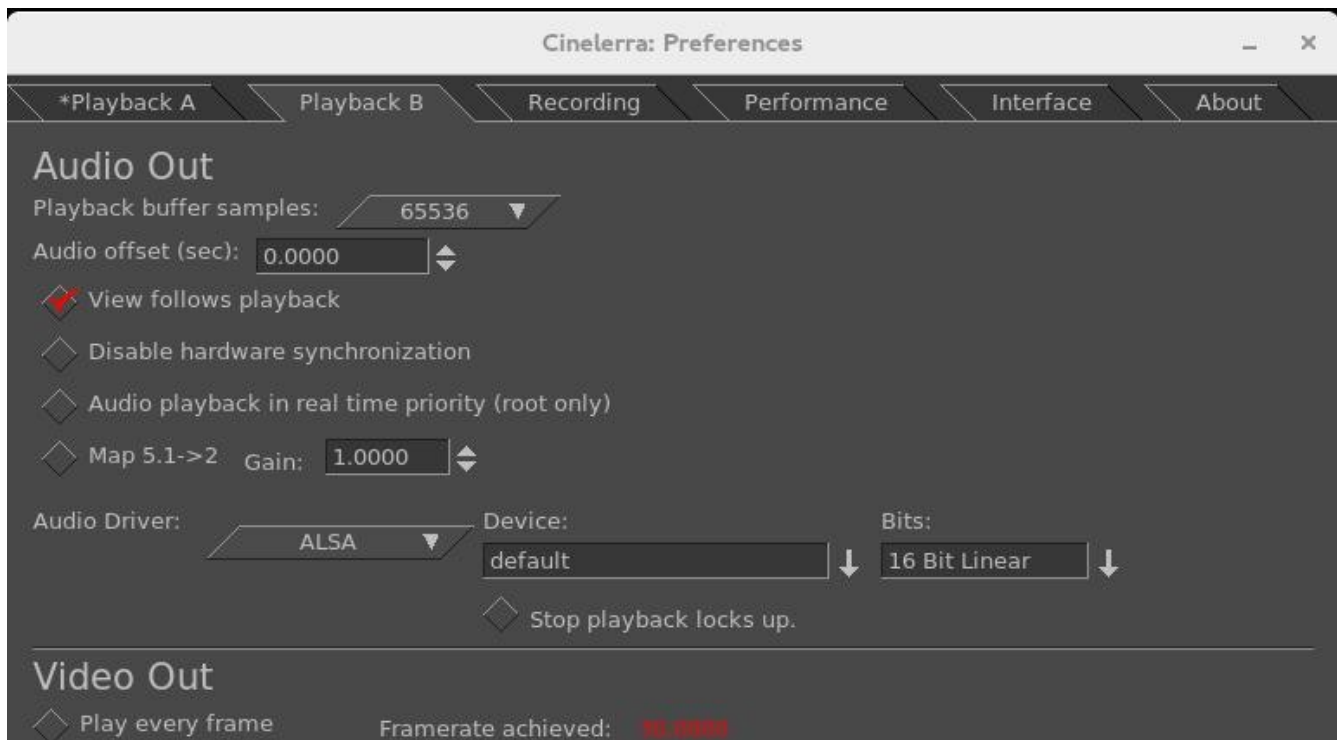 Cinelerra: Preferences
*Playback A Playback B Recording Performance Interface About
Audio Out
Playback buffer samples: 65536
Audio offset (sec): 0.0000
View follows playback
Disable hardware synchronization
Audio playback in real time priority (root only)
Map 5.1->2 Gain: 1.0000
Audio Driver: ALSA Device: default Bits: 16 Bit Linear
Stop playback locks up.
Video Out
Play every frame Framerate achieved: